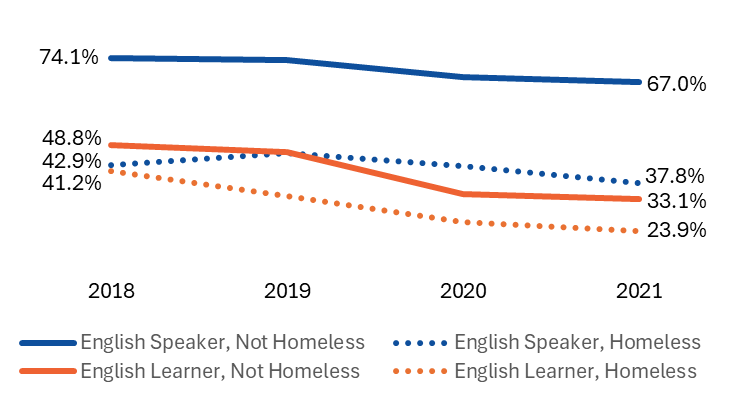 74.1%
67.0%
48.8%
42.9%
41.2%
37.8%
33.1%
23.9%
2018 2019 2020 2021
English Speaker, Not Homeless English Speaker, Homeless
English Learner, Not Homeless English Learner, Homeless